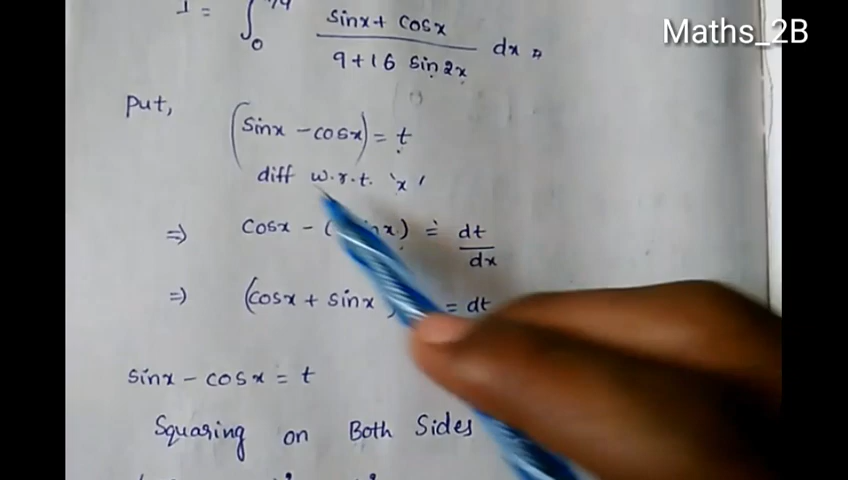 Maths_2B
I = ∫₀ sinx + cosx / 9+16 sin2x dx
put,
(sinx - cosx) = t
diff w.r.t. 'x'
⇒ cosx - ( x) = dt/dx
⇒ (cosx + sinx) = dt
sinx - cosx = t
Squaring on Both Sides